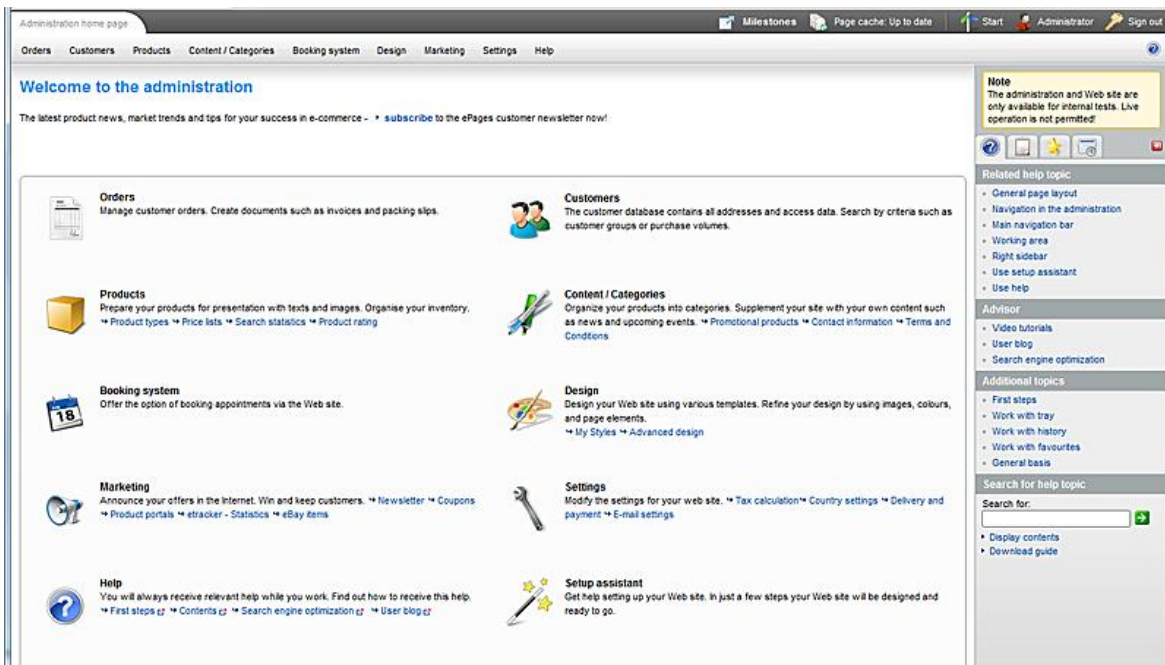 Administration home page
Milestones
Page cache: Up to date
Start
Administrator
Sign out
Orders Customers Products Content / Categories Booking system Design Marketing Settings Help
Welcome to the administration
The latest product news, market trends and tips for your success in e-commerce - subscribe to the ePages customer newsletter now!
Orders
Manage customer orders. Create documents such as invoices and packing slips.
Customers
The customer database contains all addresses and access data. Search by criteria such as
customer groups or purchase volumes.
Products
Prepare your products for presentation with texts and images. Organise your inventory.
Product types Price lists Search statistics Product rating
Content / Categories
Organize your products into categories. Supplement your site with your own content such
as news and upcoming events. Promotional products Contact information Terms and
Conditions
18
Booking system
Offer the option of booking appointments via the Web site.
Design
Design your Web site using various templates. Refine your design by using images, colours,
and page elements.
My Styles Advanced design
Marketing
Announce your offers in the Internet. Win and keep customers. Newsletter Coupons
Product portals etracker - Statistics eBay items
Settings
Modify the settings for your web site. Tax calculation Country settings Delivery and
payment E-mail settings
Help
You will always receive relevant help while you work. Find out how to receive this help.
First steps Contents Search engine optimization User blog
Setup assistant
Get help setting up your Web site. In just a few steps your Web site will be designed and
ready to go.
Note
The administration and Web site are
only available for internal tests. Live
operation is not permitted!
Related help topic
General page layout
Navigation in the administration
Main navigation bar
Working area
Right sidebar
Use setup assistant
Use help
Advisor
Video tutorials
User blog
Search engine optimization
Additional topics
First steps
Work with tray
Work with history
Work with favourites
General basis
Search for help topic
Search for:
Display contents
Download guide